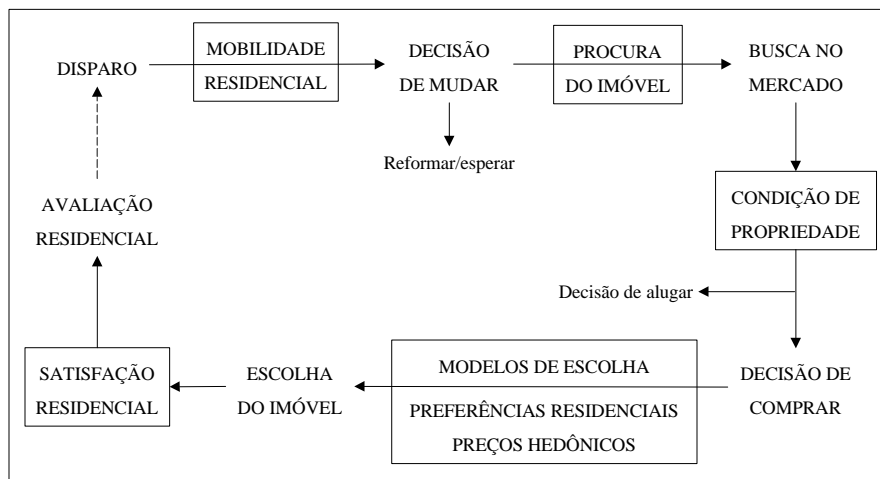 DISPARO
MOBILIDADE
RESIDENCIAL
DECISÃO
DE MUDAR
PROCURA
DO IMÓVEL
BUSCA NO
MERCADO
Reformar/esperar
CONDIÇÃO DE
PROPRIEDADE
AVALIAÇÃO
RESIDENCIAL
Decisão de alugar
SATISFAÇÃO
RESIDENCIAL
ESCOLHA
DO IMÓVEL
MODELOS DE ESCOLHA
PREFERÊNCIAS RESIDENCIAIS
PREÇOS HEDÔNICOS
DECISÃO DE
COMPRAR